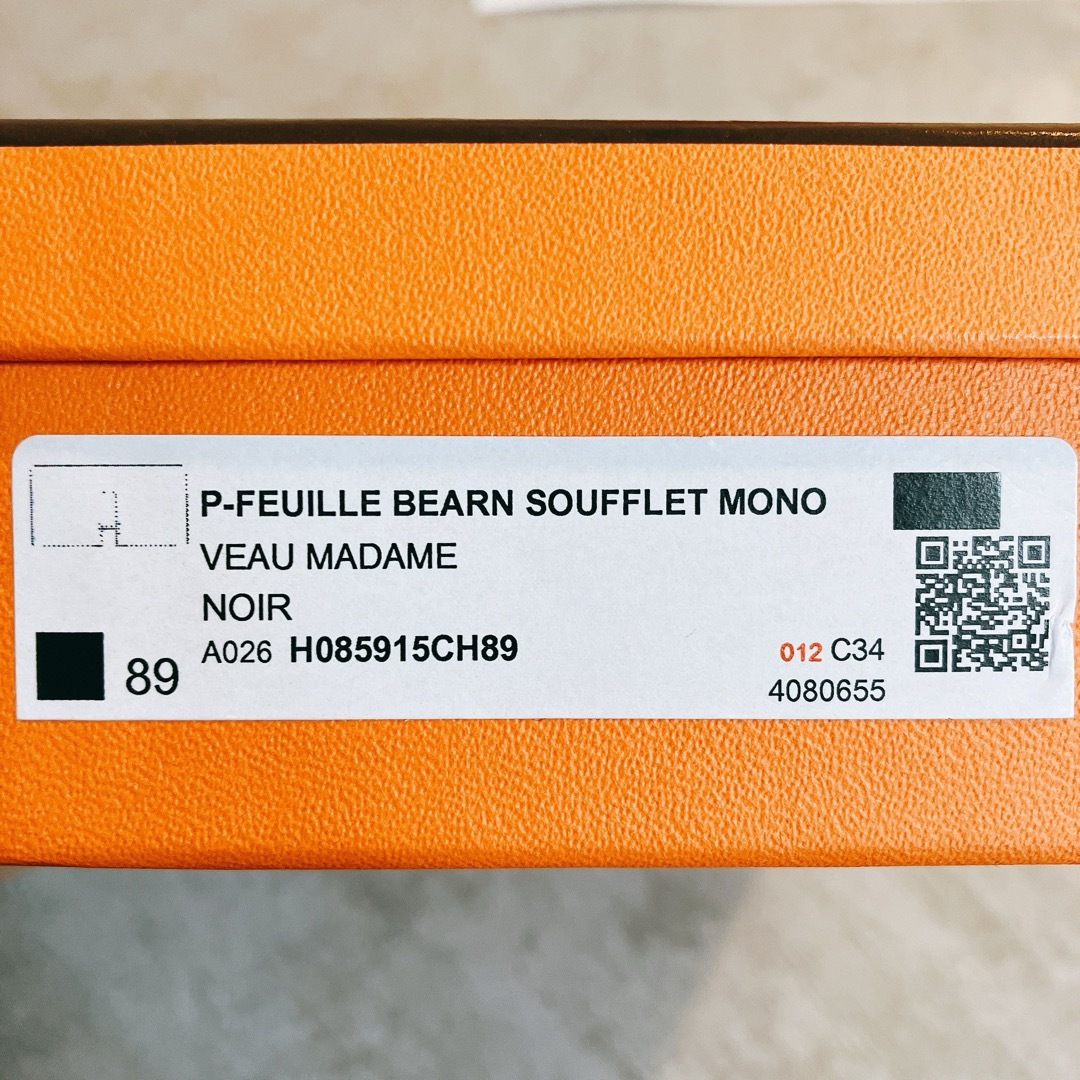 P-FEUILLE BEARN SOUFFLET MONO
VEAU MADAME
NOIR
A026 H085915CH89
89
012 C34
4080655